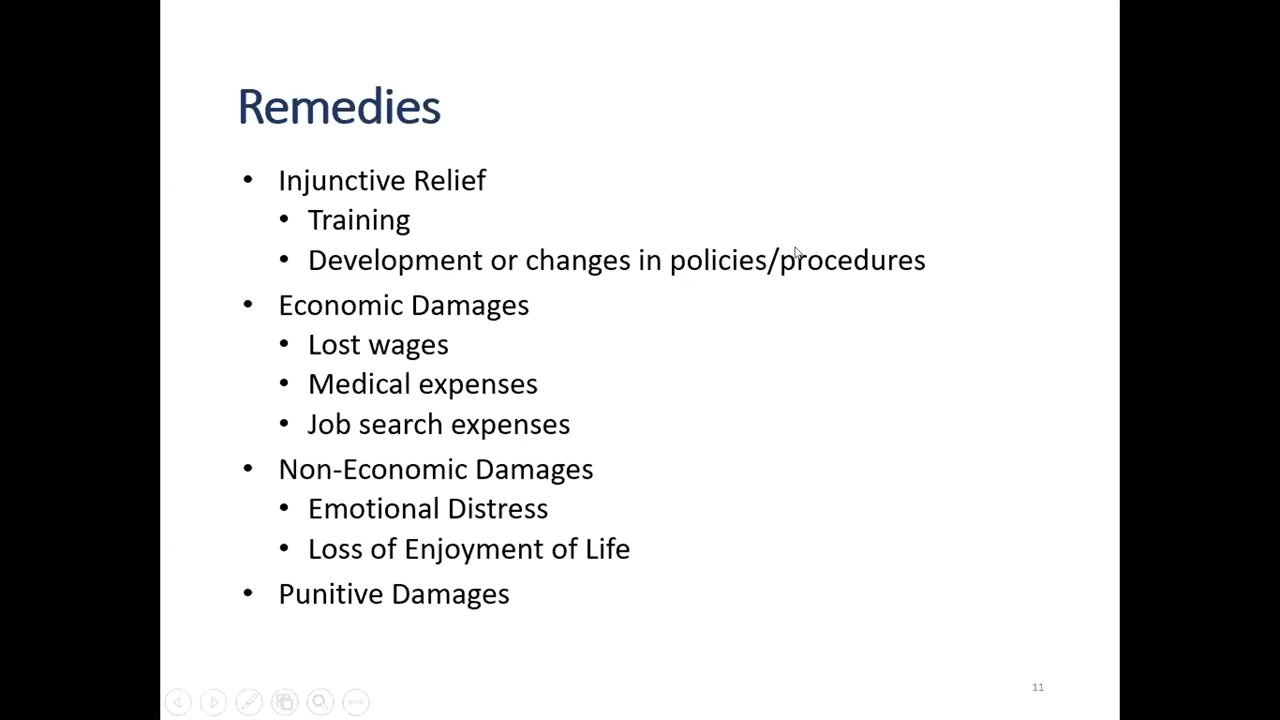 Remedies
• Injunctive Relief
• Training
• Development or changes in policies/procedures
• Economic Damages
• Lost wages
• Medical expenses
• Job search expenses
• Non-Economic Damages
• Emotional Distress
• Loss of Enjoyment of Life
• Punitive Damages
11